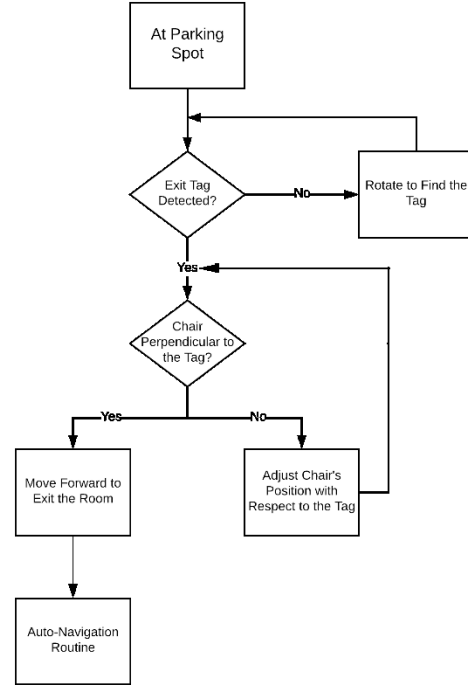 At Parking
Spot
Exit Tag
Detected?
No
Rotate to Find the
Tag
Yes
Chair
Perpendicular to
the Tag?
Yes
No
Move Forward to
Exit the Room
Adjust Chair's
Position with
Respect to the Tag
Auto-Navigation
Routine